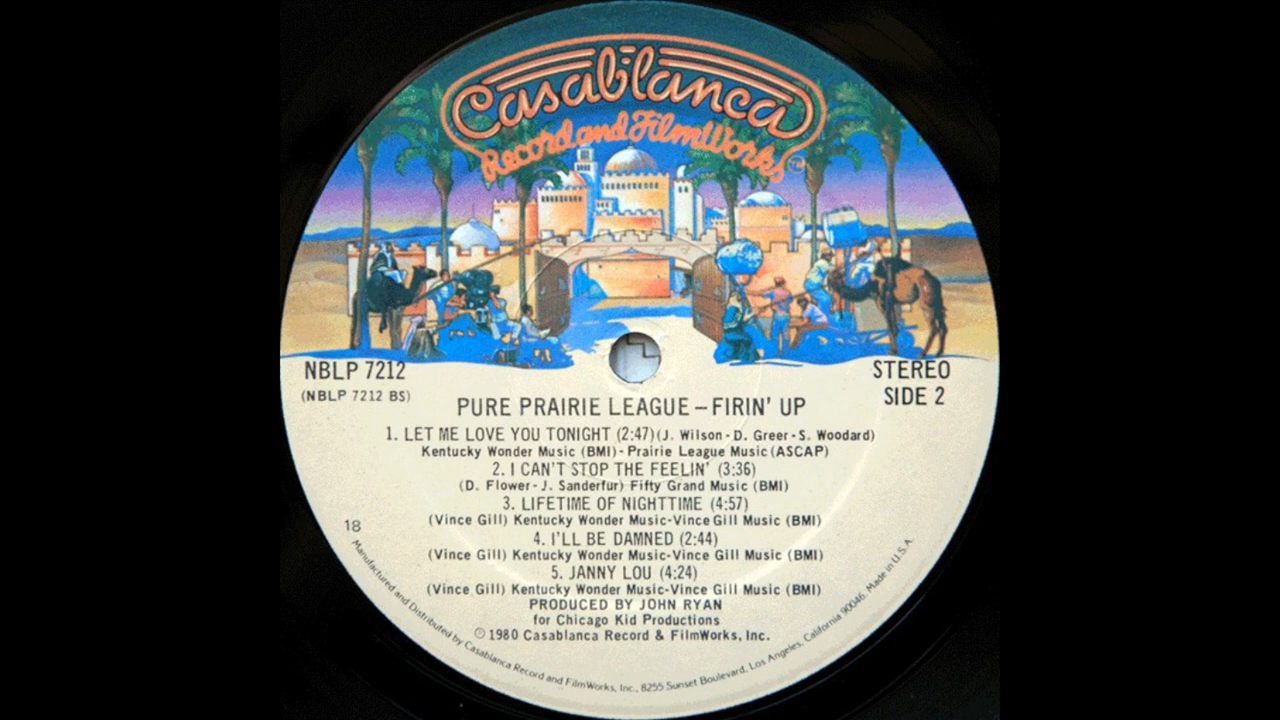 Casablanca
Record and FilmWorks
NBLP 7212
(NBLP 7212 BS)
STEREO
SIDE 2
PURE PRAIRIE LEAGUE – FIRIN' UP
1. LET ME LOVE YOU TONIGHT (2:47) (J. Wilson - D. Greer - S. Woodard)
Kentucky Wonder Music (BMI) - Prairie League Music (ASCAP)
2. I CAN'T STOP THE FEELIN' (3:36)
(D. Flower - J. Sanderfur) Fifty Grand Music (BMI)
3. LIFETIME OF NIGHTTIME (4:57)
(Vince Gill) Kentucky Wonder Music-Vince Gill Music (BMI)
4. I'LL BE DAMNED (2:44)
(Vince Gill) Kentucky Wonder Music-Vince Gill Music (BMI)
5. JANNY LOU (4:24)
(Vince Gill) Kentucky Wonder Music-Vince Gill Music (BMI)
PRODUCED BY JOHN RYAN
for Chicago Kid Productions
℗ 1980 Casablanca Record & FilmWorks, Inc.
18
Manufactured and Distributed by Casablanca Record and FilmWorks, Inc., 8255 Sunset Boulevard, Los Angeles, California 90046, Made in U.S.A.